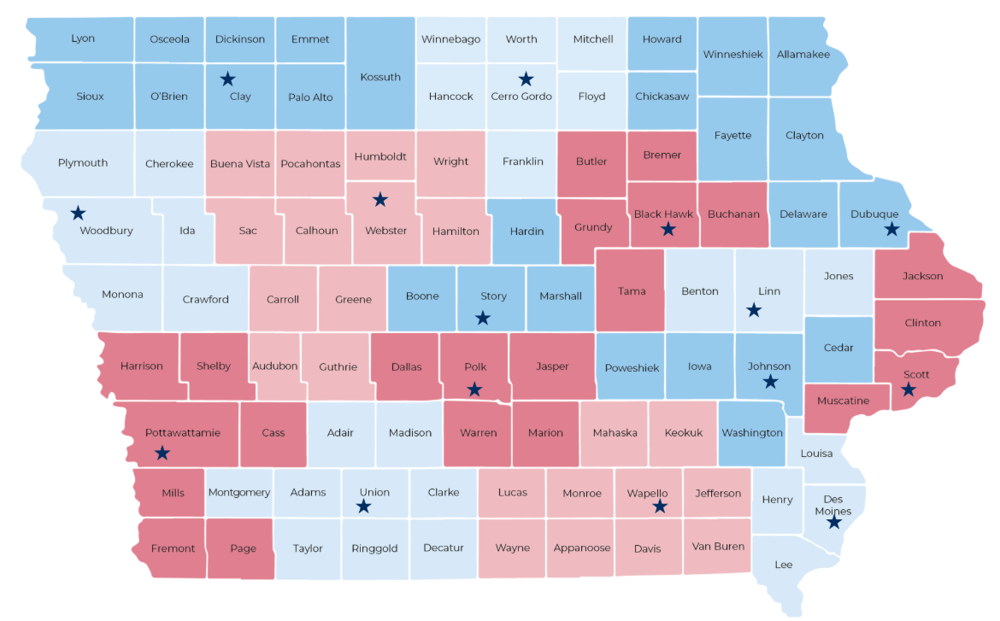 Lyon
Osceola
Dickinson
Emmet
Kossuth
Winnebago
Worth
Mitchell
Howard
Winneshiek
Allamakee
Sioux
O'Brien
Clay
Palo Alto
Hancock
Cerro Gordo
Floyd
Chickasaw
Fayette
Clayton
Plymouth
Cherokee
Buena Vista
Pocahontas
Humboldt
Wright
Franklin
Butler
Bremer
Woodbury
Ida
Sac
Calhoun
Webster
Hamilton
Hardin
Grundy
Black Hawk
Buchanan
Delaware
Dubuque
Monona
Crawford
Carroll
Greene
Boone
Story
Marshall
Tama
Benton
Linn
Jones
Jackson
Clinton
Harrison
Shelby
Audubon
Guthrie
Dallas
Polk
Jasper
Poweshiek
Iowa
Johnson
Cedar
Scott
Muscatine
Pottawattamie
Cass
Adair
Madison
Warren
Marion
Mahaska
Keokuk
Washington
Louisa
Mills
Montgomery
Adams
Union
Clarke
Lucas
Monroe
Wapello
Jefferson
Henry
Des
Moines
Fremont
Page
Taylor
Ringgold
Decatur
Wayne
Appanoose
Davis
Van Buren
Lee